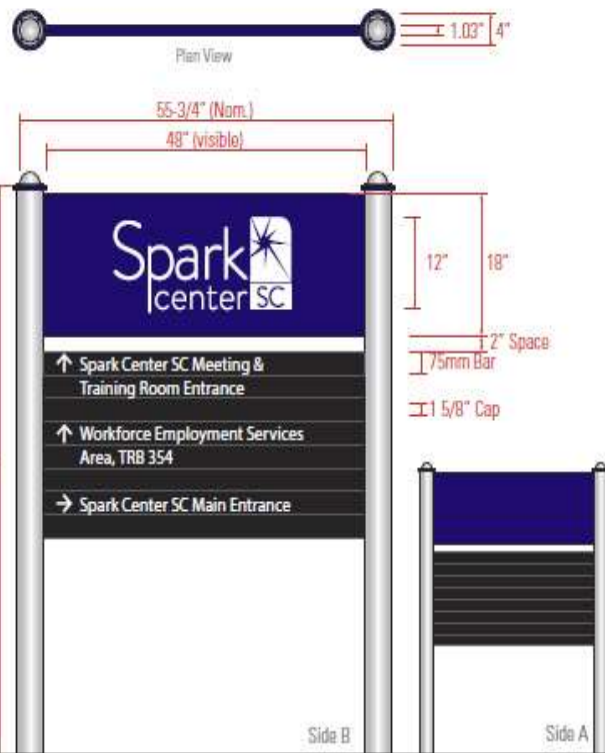 1.03" 4"
Plan View
55-3/4" (Nom.)
48" (visible)
Spark
center SC
12" 18"
2" Space
75mm Bar
↑ Spark Center SC Meeting &
Training Room Entrance
1 5/8" Cap
↑ Workforce Employment Services
Area, TRB 354
→ Spark Center SC Main Entrance
Side B
Side A